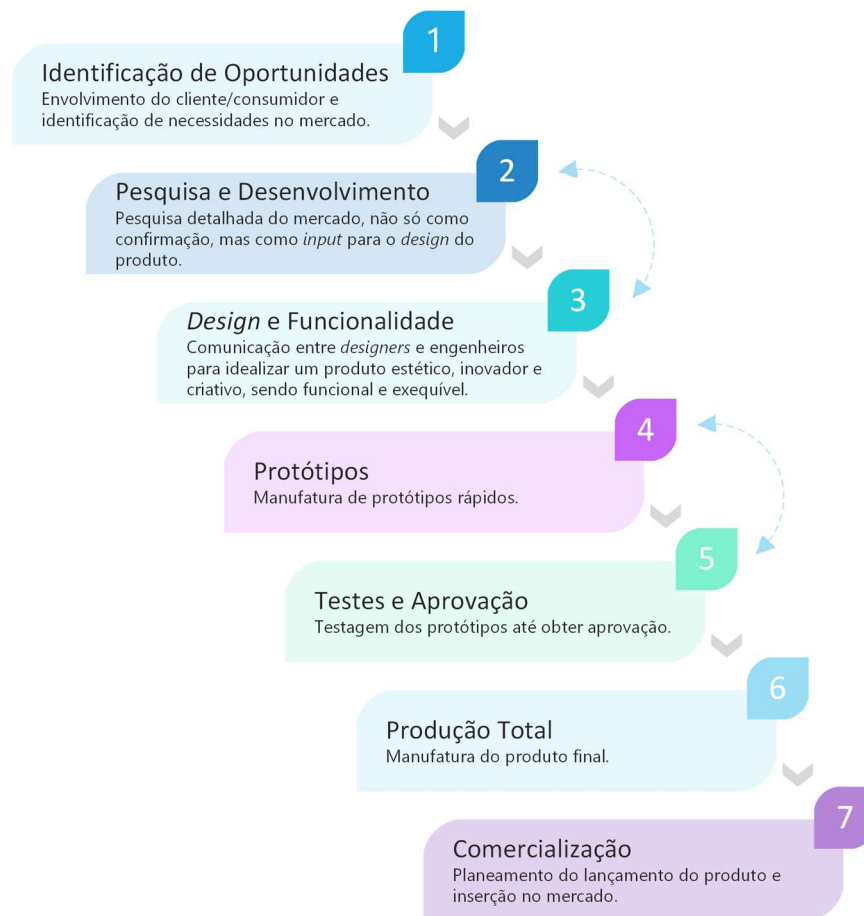 1
Identificação de Oportunidades
Envolvimento do cliente/consumidor e
identificação de necessidades no mercado.
2
Pesquisa e Desenvolvimento
Pesquisa detalhada do mercado, não só como
confirmação, mas como input para o design do
produto.
3
Design e Funcionalidade
Comunicação entre designers e engenheiros
para idealizar um produto estético, inovador e
criativo, sendo funcional e exequível.
4
Protótipos
Manufatura de protótipos rápidos.
5
Testes e Aprovação
Testagem dos protótipos até obter aprovação.
6
Produção Total
Manufatura do produto final.
7
Comercialização
Planeamento do lançamento do produto e
inserção no mercado.